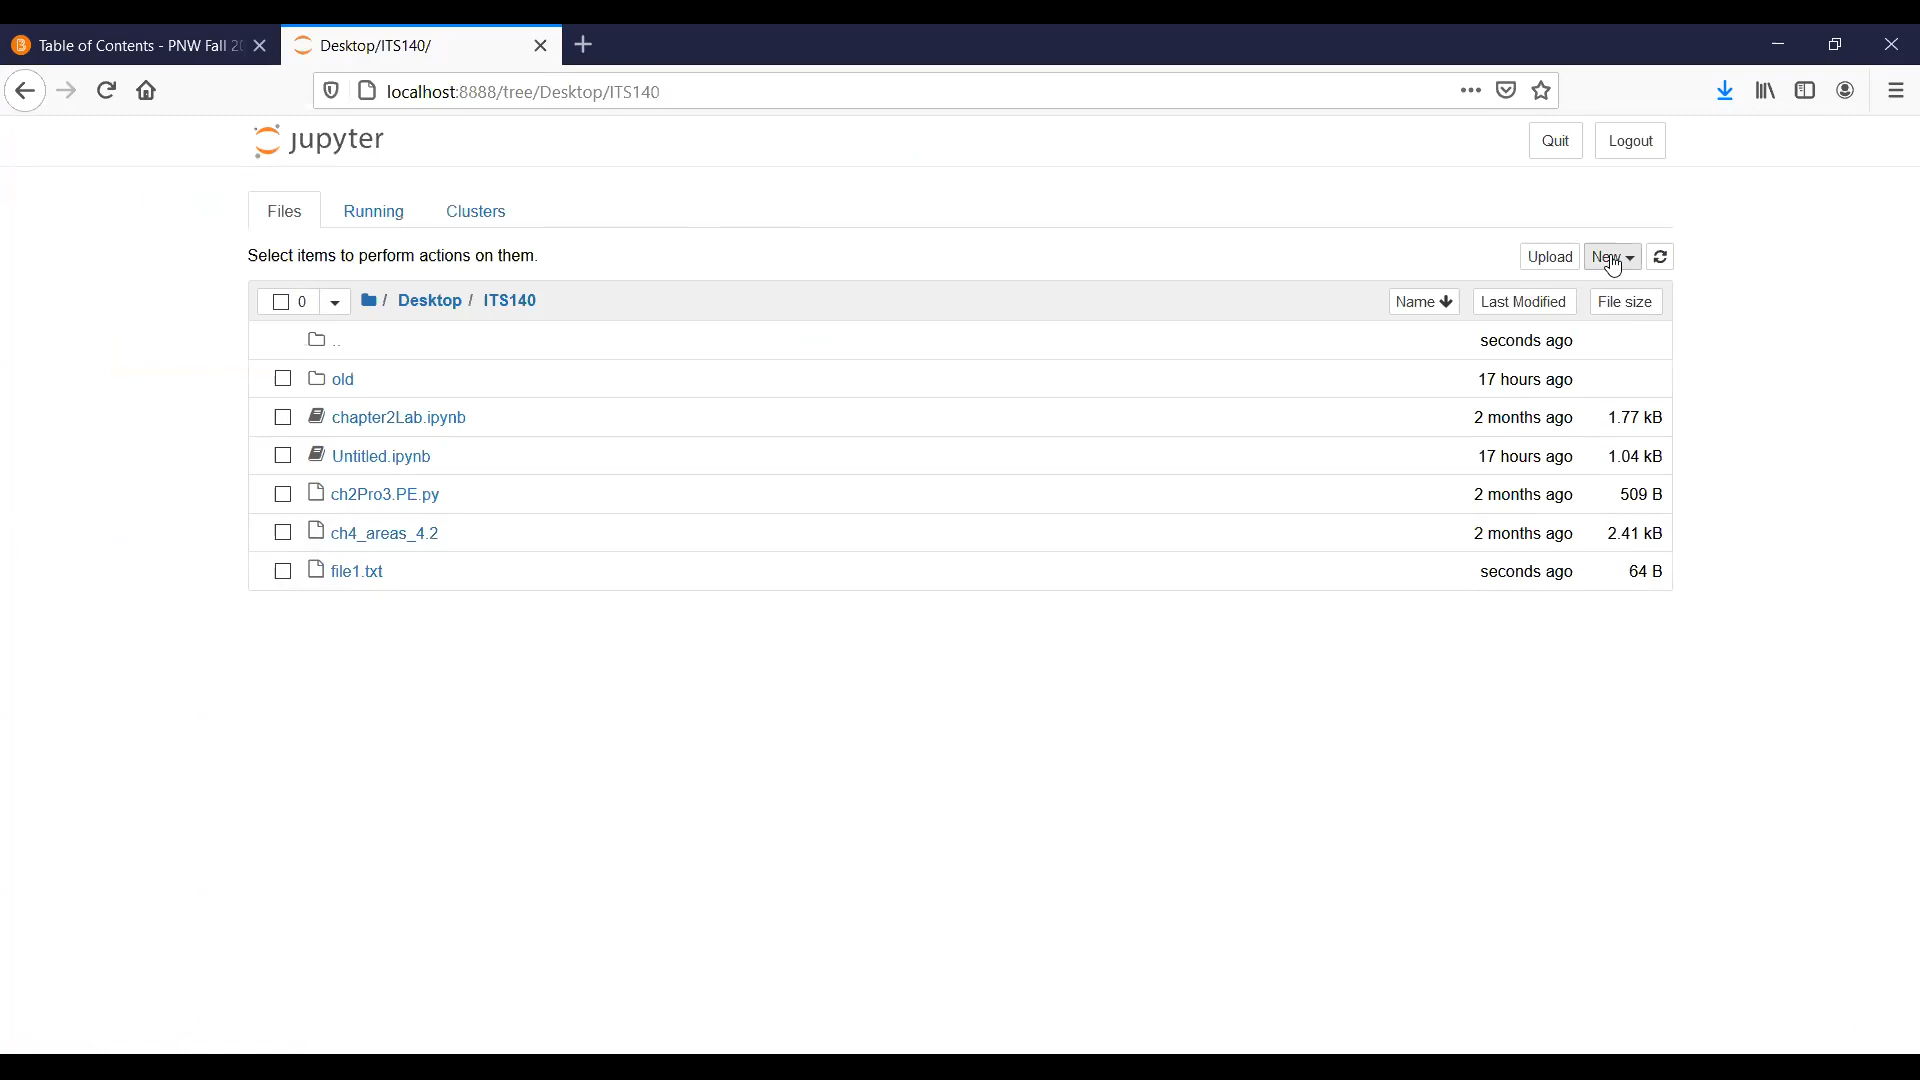 Table of Contents - PNW Fall 20
Desktop/ITS140/
localhost:8888/tree/Desktop/ITS140
jupyter
Quit
Logout
Files
Running
Clusters
Select items to perform actions on them.
Upload
New
0
/ Desktop / ITS140
Name
Last Modified
File size
..
seconds ago
old
17 hours ago
chapter2Lab.ipynb
2 months ago
1.77 kB
Untitled.ipynb
17 hours ago
1.04 kB
ch2Pro3.PE.py
2 months ago
509 B
ch4_areas_4.2
2 months ago
2.41 kB
file1.txt
seconds ago
64 B